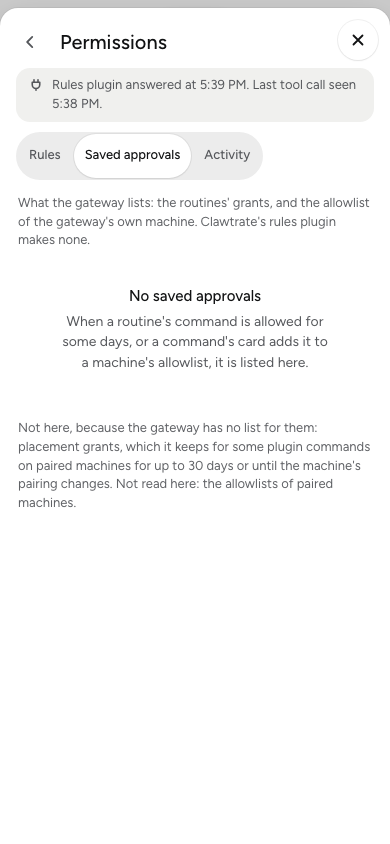 Permissions
Rules plugin answered at 5:39 PM. Last tool call seen
5:38 PM.
Rules
Saved approvals
Activity
What the gateway lists: the routines' grants, and the allowlist
of the gateway's own machine. Clawtrate's rules plugin
makes none.
No saved approvals
When a routine's command is allowed for
some days, or a command's card adds it to
a machine's allowlist, it is listed here.
Not here, because the gateway has no list for them:
placement grants, which it keeps for some plugin commands
on paired machines for up to 30 days or until the machine's
pairing changes. Not read here: the allowlists of paired
machines.